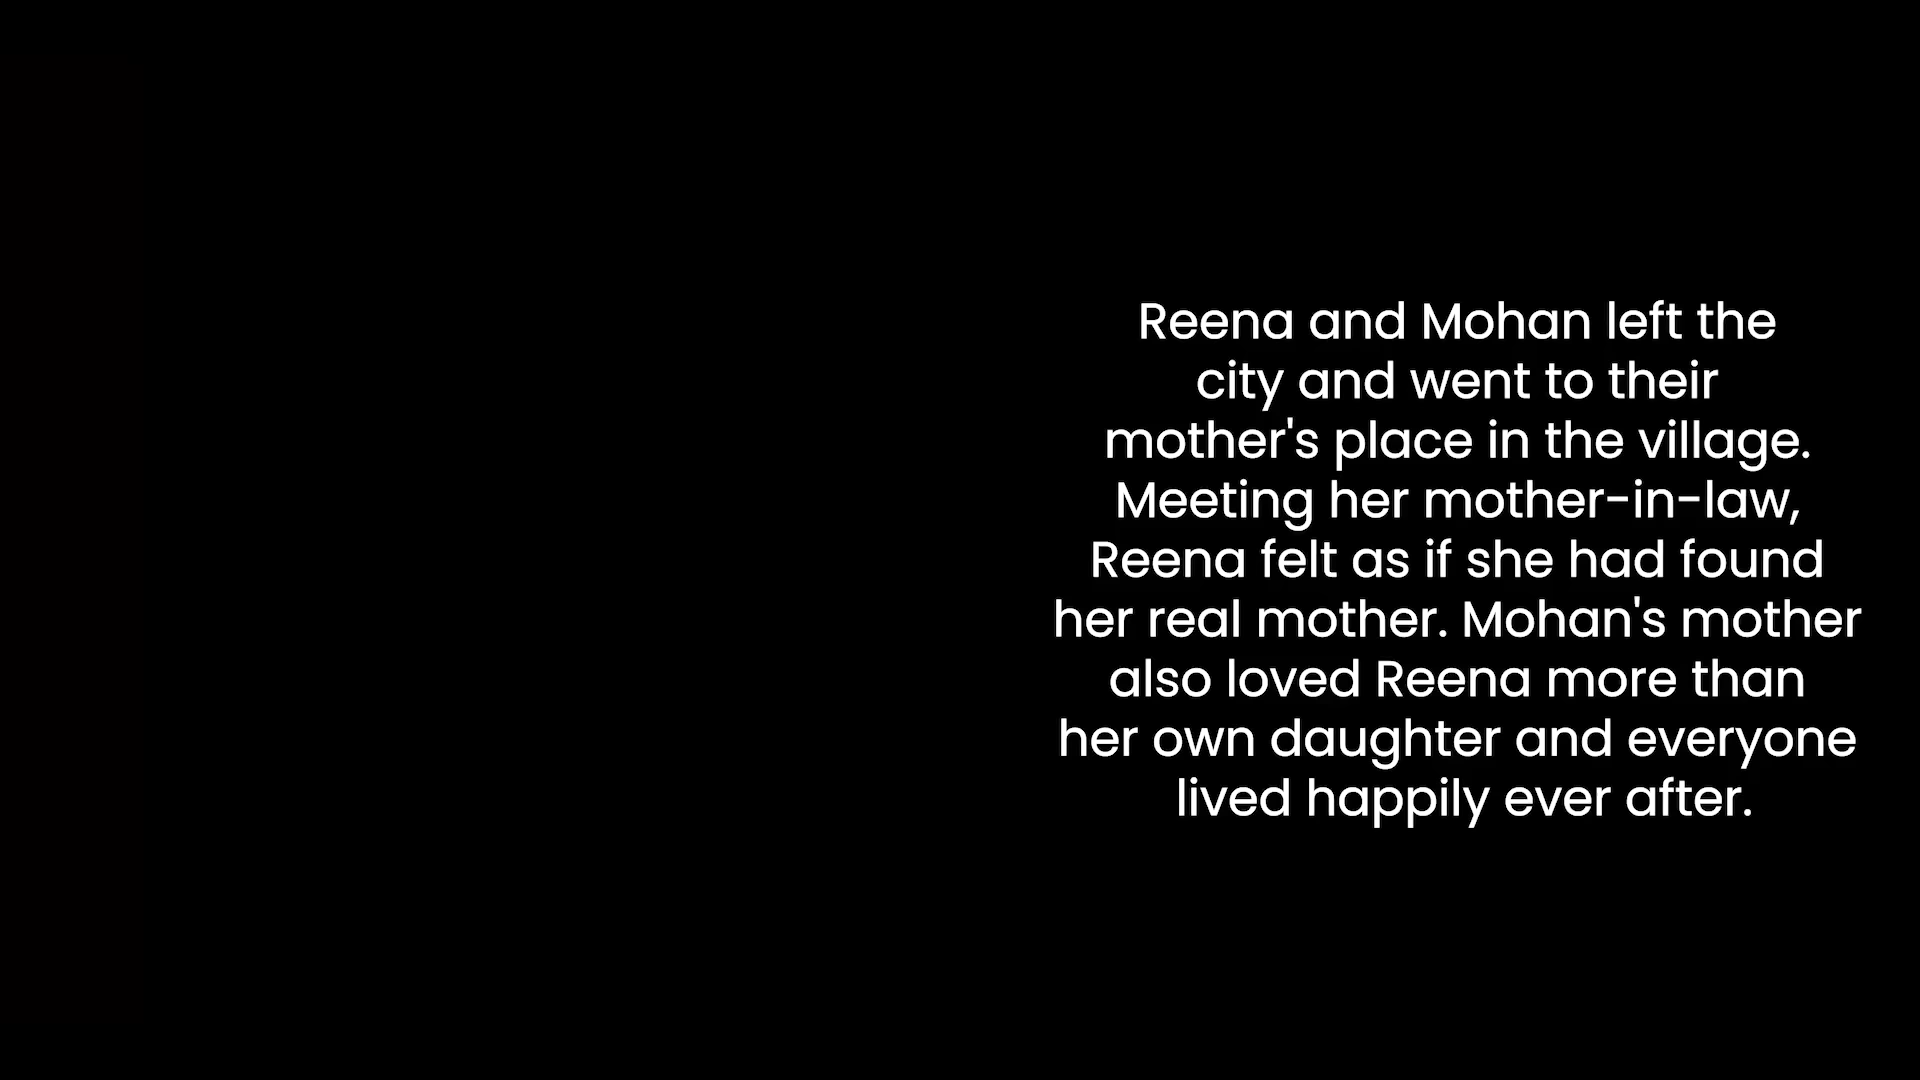 Reena and Mohan left the
city and went to their
mother's place in the village.
Meeting her mother-in-law,
Reena felt as if she had found
her real mother. Mohan's mother
also loved Reena more than
her own daughter and everyone
lived happily ever after.